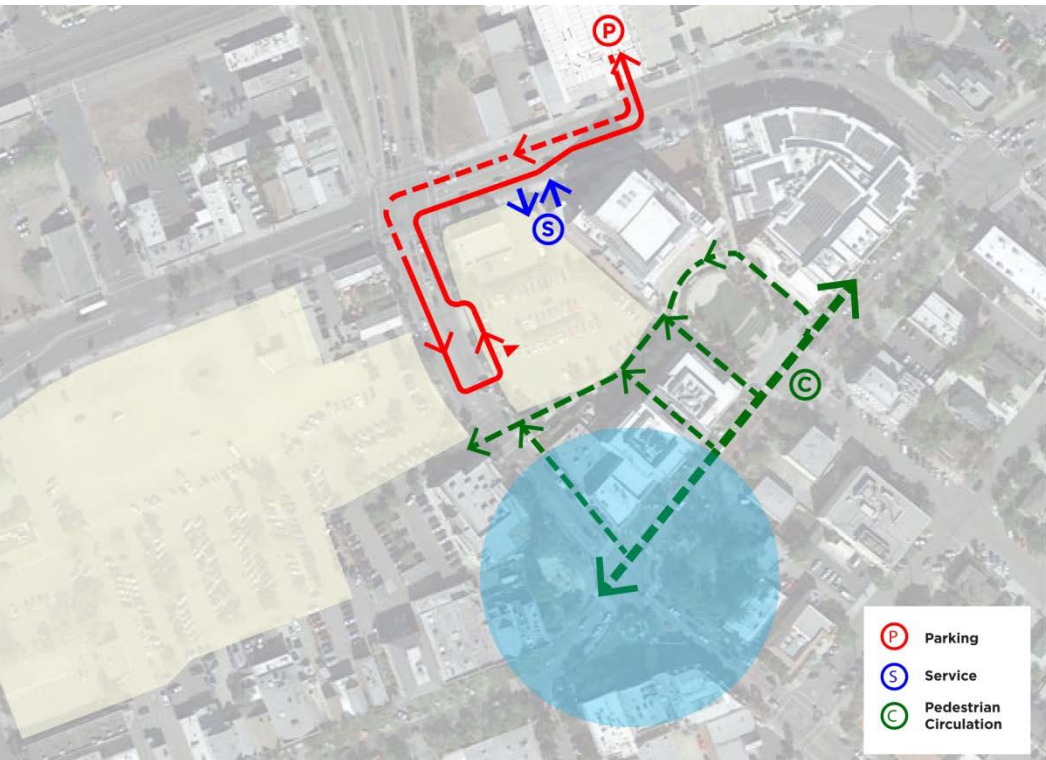 P
S
C
P Parking
S Service
C Pedestrian
Circulation